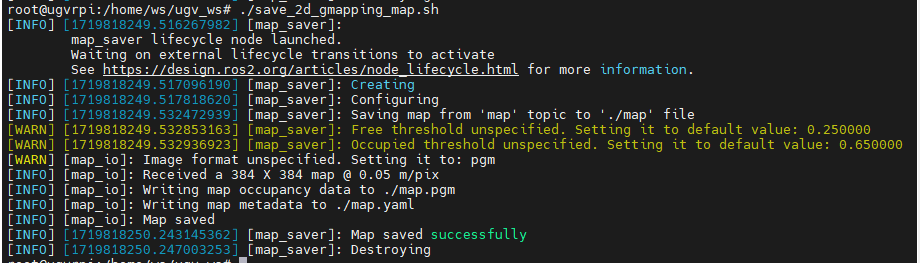 root@ugvrpi:/home/ws/ugv_ws# ./save_2d_gmapping_map.sh
[INFO] [1719818249.516267982] [map_saver]:
        map_saver lifecycle node launched.
        Waiting on external lifecycle transitions to activate
        See https://design.ros2.org/articles/node_lifecycle.html for more information.
[INFO] [1719818249.517096190] [map_saver]: Creating
[INFO] [1719818249.517818620] [map_saver]: Configuring
[INFO] [1719818249.532472939] [map_saver]: Saving map from 'map' topic to './map' file
[WARN] [1719818249.532853163] [map_saver]: Free threshold unspecified. Setting it to default value: 0.250000
[WARN] [1719818249.532936923] [map_saver]: Occupied threshold unspecified. Setting it to default value: 0.650000
[WARN] [map_io]: Image format unspecified. Setting it to: pgm
[INFO] [map_io]: Received a 384 X 384 map @ 0.05 m/pix
[INFO] [map_io]: Writing map occupancy data to ./map.pgm
[INFO] [map_io]: Writing map metadata to ./map.yaml
[INFO] [map_io]: Map saved
[INFO] [1719818250.243145362] [map_saver]: Map saved successfully
[INFO] [1719818250.247003253] [map_saver]: Destroying
root@ugvrpi:/home/ws/ugv_ws#